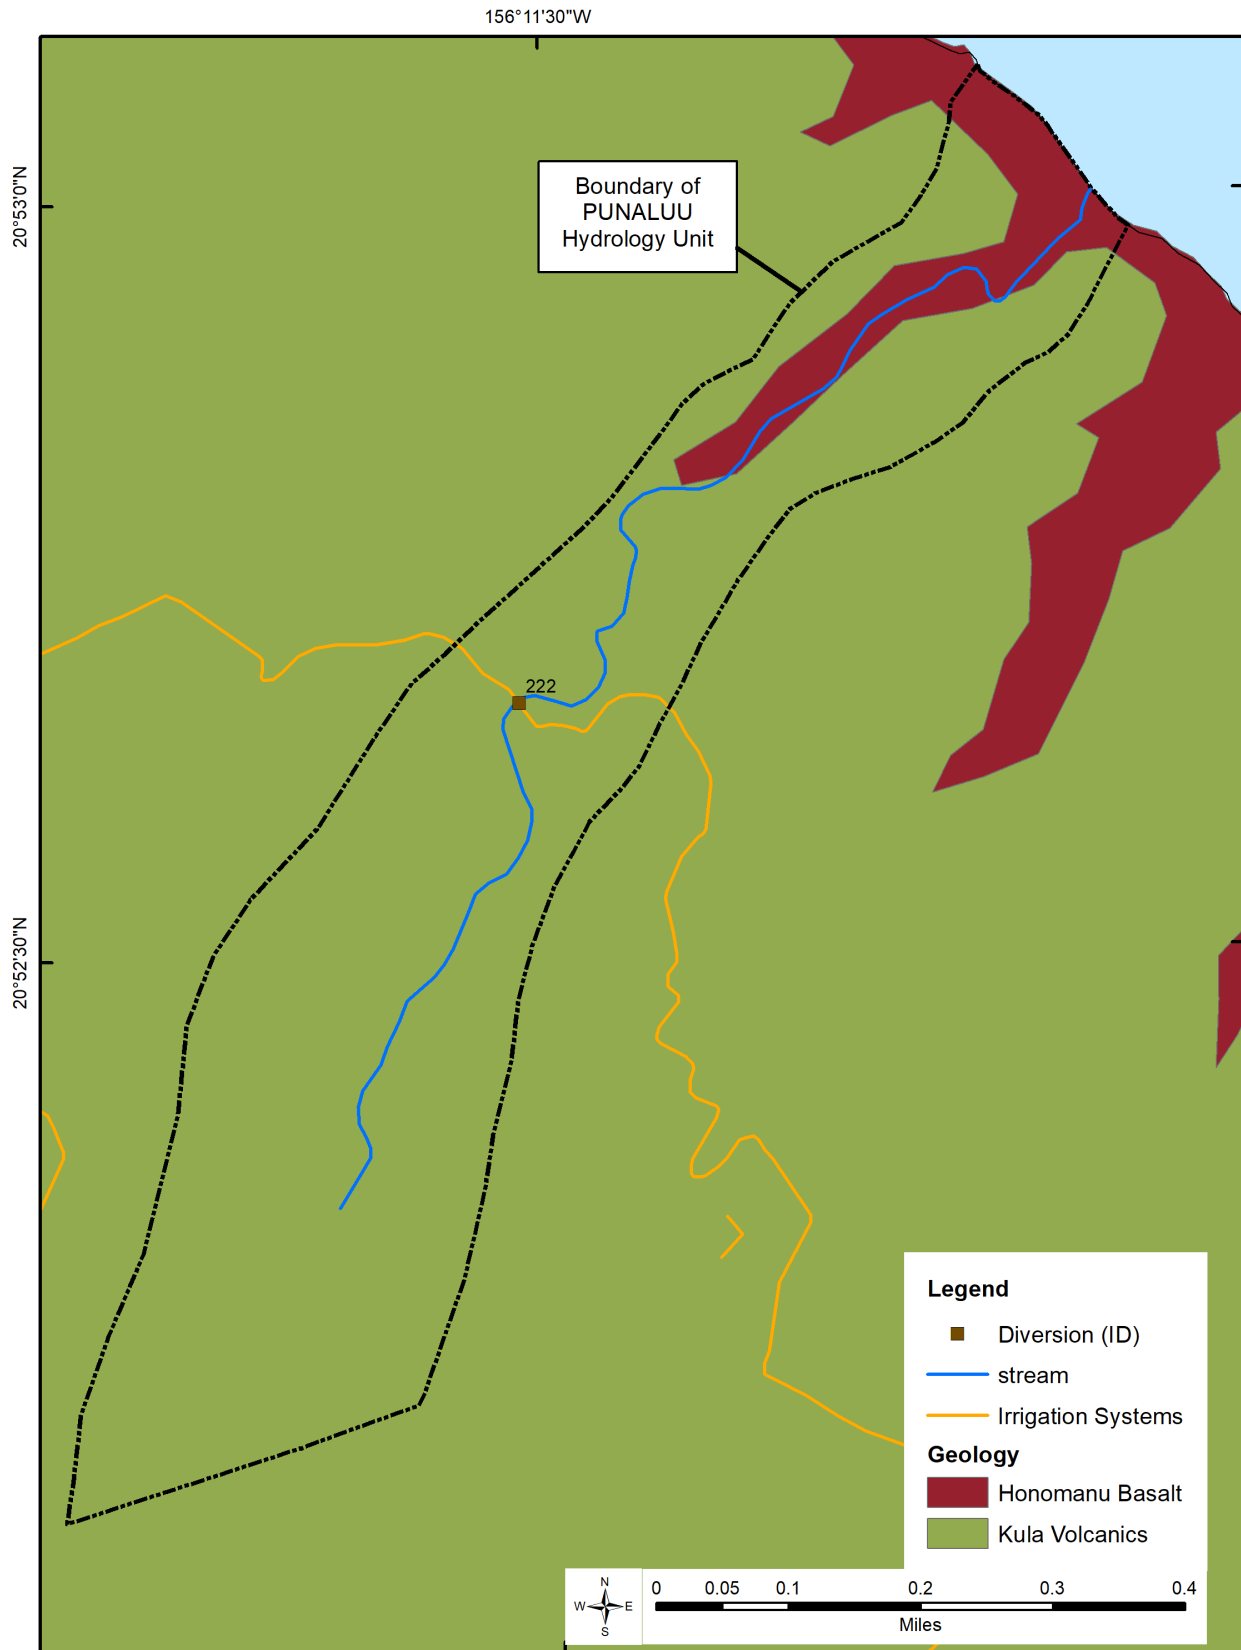 156°11'30"W
20°53'0"N
Boundary of
PUNALUU
Hydrology Unit
222
20°52'30"N
Legend
Diversion (ID)
stream
Irrigation Systems
Geology
Honomanu Basalt
Kula Volcanics
N
W E
S
0 0.05 0.1 0.2 0.3 0.4
Miles